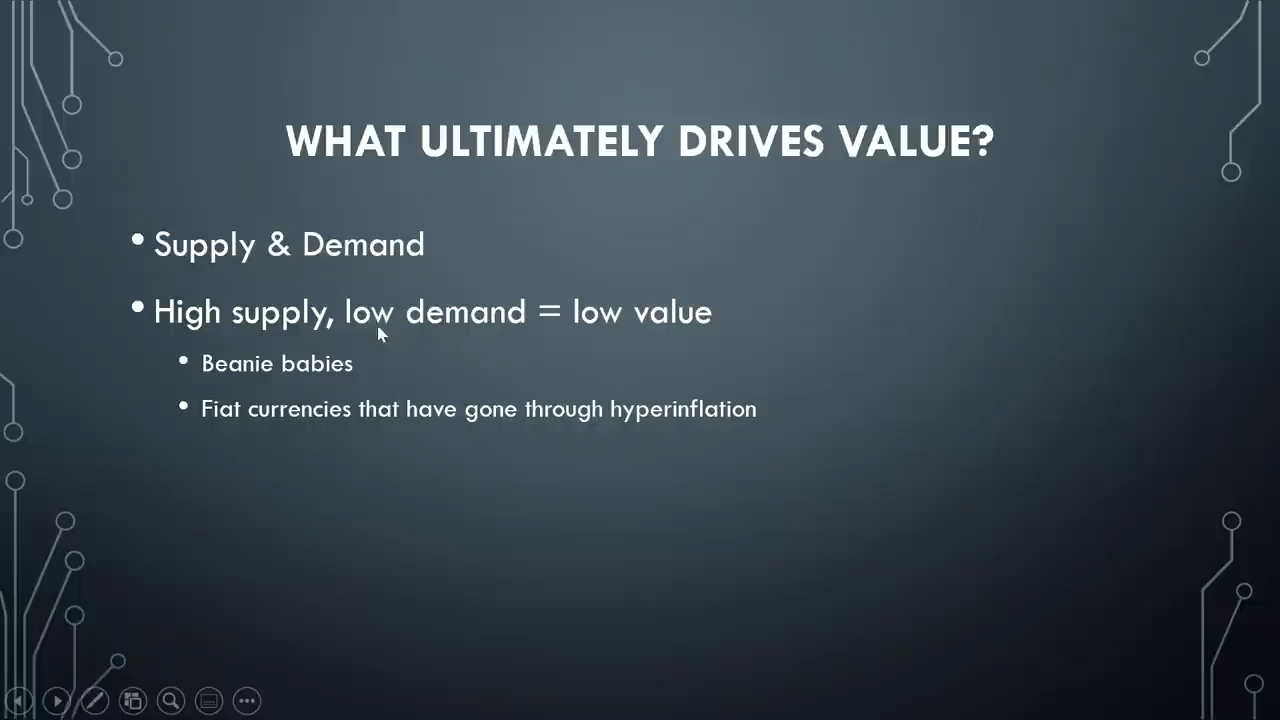 WHAT ULTIMATELY DRIVES VALUE?
• Supply & Demand
• High supply, low demand = low value
• Beanie babies
• Fiat currencies that have gone through hyperinflation